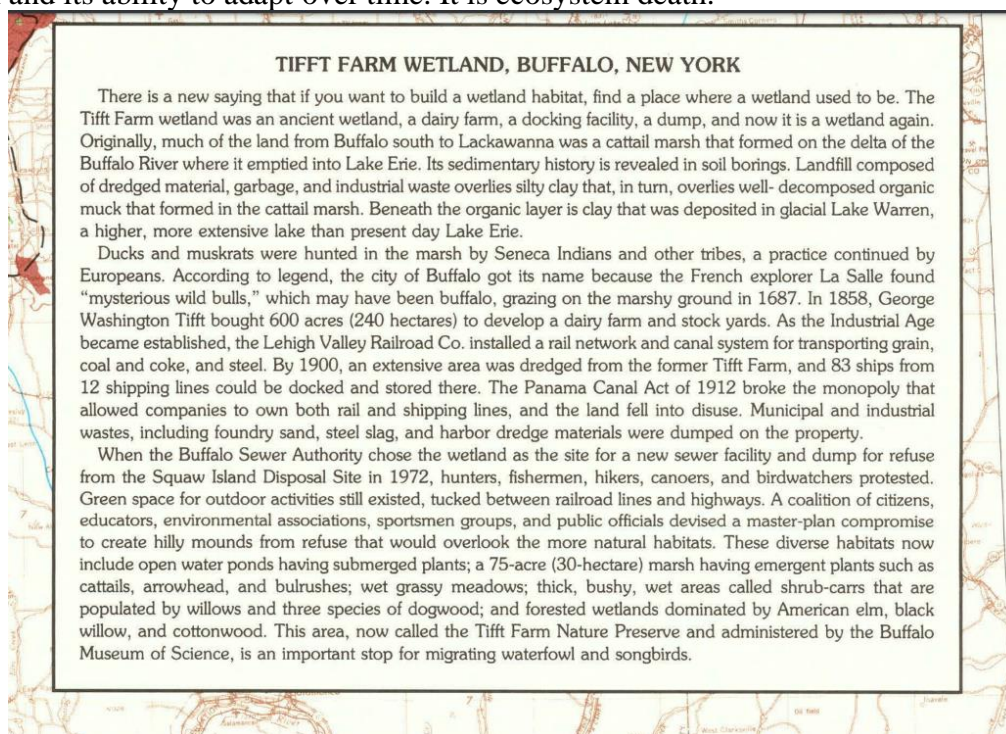 and its ability to adapt over time. It is ecosystem death.
TIFFT FARM WETLAND, BUFFALO, NEW YORK
There is a new saying that if you want to build a wetland habitat, find a place where a wetland used to be. The
Tifft Farm wetland was an ancient wetland, a dairy farm, a docking facility, a dump, and now it is a wetland again.
Originally, much of the land from Buffalo south to Lackawanna was a cattail marsh that formed on the delta of the
Buffalo River where it emptied into Lake Erie. Its sedimentary history is revealed in soil borings. Landfill composed
of dredged material, garbage, and industrial waste overlies silty clay that, in turn, overlies well- decomposed organic
muck that formed in the cattail marsh. Beneath the organic layer is clay that was deposited in glacial Lake Warren,
a higher, more extensive lake than present day Lake Erie.
Ducks and muskrats were hunted in the marsh by Seneca Indians and other tribes, a practice continued by
Europeans. According to legend, the city of Buffalo got its name because the French explorer La Salle found
“mysterious wild bulls,” which may have been buffalo, grazing on the marshy ground in 1687. In 1858, George
Washington Tifft bought 600 acres (240 hectares) to develop a dairy farm and stock yards. As the Industrial Age
became established, the Lehigh Valley Railroad Co. installed a rail network and canal system for transporting grain,
coal and coke, and steel. By 1900, an extensive area was dredged from the former Tifft Farm, and 83 ships from
12 shipping lines could be docked and stored there. The Panama Canal Act of 1912 broke the monopoly that
allowed companies to own both rail and shipping lines, and the land fell into disuse. Municipal and industrial
wastes, including foundry sand, steel slag, and harbor dredge materials were dumped on the property.
When the Buffalo Sewer Authority chose the wetland as the site for a new sewer facility and dump for refuse
from the Squaw Island Disposal Site in 1972, hunters, fishermen, hikers, canoers, and birdwatchers protested.
Green space for outdoor activities still existed, tucked between railroad lines and highways. A coalition of citizens,
educators, environmental associations, sportsmen groups, and public officials devised a master-plan compromise
to create hilly mounds from refuse that would overlook the more natural habitats. These diverse habitats now
include open water ponds having submerged plants; a 75-acre (30-hectare) marsh having emergent plants such as
cattails, arrowhead, and bulrushes; wet grassy meadows; thick, bushy, wet areas called shrub-carrs that are
populated by willows and three species of dogwood; and forested wetlands dominated by American elm, black
willow, and cottonwood. This area, now called the Tifft Farm Nature Preserve and administered by the Buffalo
Museum of Science, is an important stop for migrating waterfowl and songbirds.
7
7